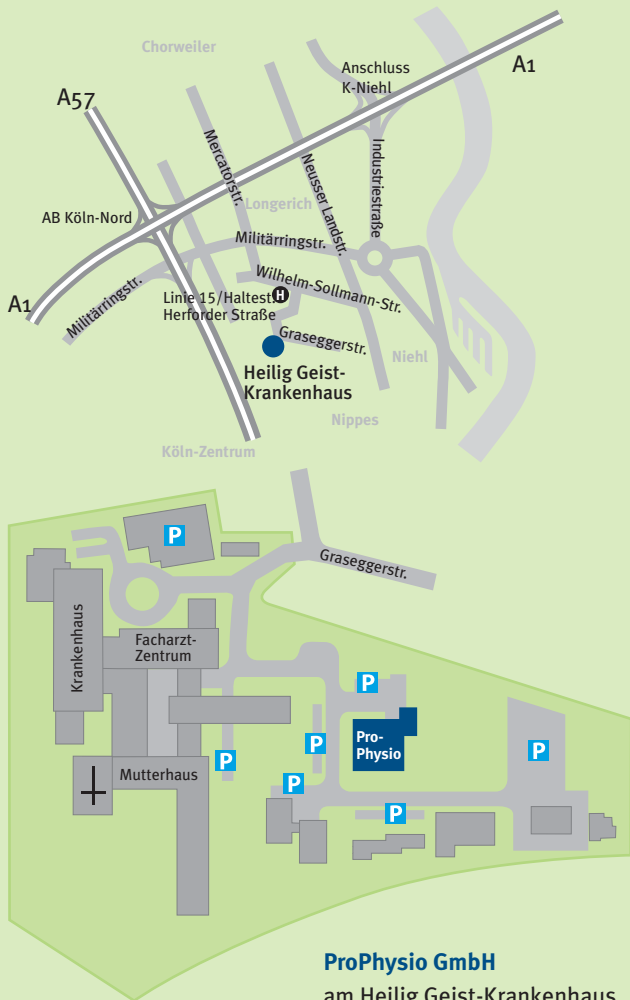 Chorweiler
Anschluss
K-Niehl
A1
A57
Mercatorstr.
Neusser Landstr.
Industriestraße
Longerich
AB Köln-Nord
Militärringstr.
Wilhelm-Sollmann-Str.
Militärringstr.
A1
Linie 15/Haltest.
H
Herforder Straße
Graseggerstr.
Niehl
Heilig Geist-
Krankenhaus
Nippes
Köln-Zentrum
P
Graseggerstr.
Krankenhaus
Facharzt-
Zentrum
P
Pro-
Physio
P
P
P
Mutterhaus
P
P
ProPhysio GmbH
am Heilig Geist-Krankenhaus